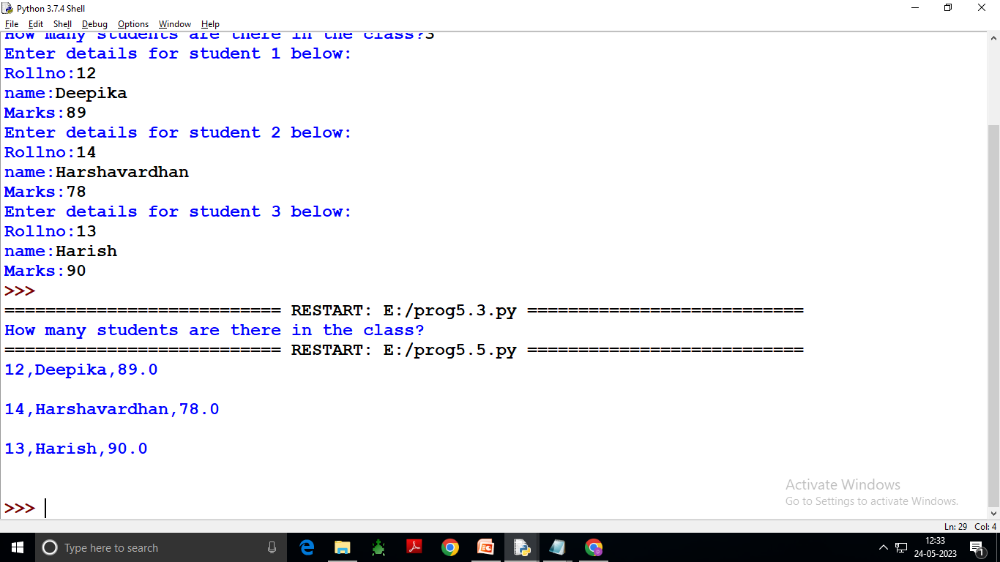 Python 3.7.4 Shell
File Edit Shell Debug Options Window Help
How many students are there in the class?3
Enter details for student 1 below:
Rollno:12
name:Deepika
Marks:89
Enter details for student 2 below:
Rollno:14
name:Harshavardhan
Marks:78
Enter details for student 3 below:
Rollno:13
name:Harish
Marks:90
>>>
=========================== RESTART: E:/prog5.3.py ===========================
How many students are there in the class?
=========================== RESTART: E:/prog5.5.py ===========================
12,Deepika,89.0
14,Harshavardhan,78.0
13,Harish,90.0
>>>
Activate Windows
Go to Settings to activate Windows.
Ln: 29 Col: 4
Type here to search
12:33
24-05-2023
1